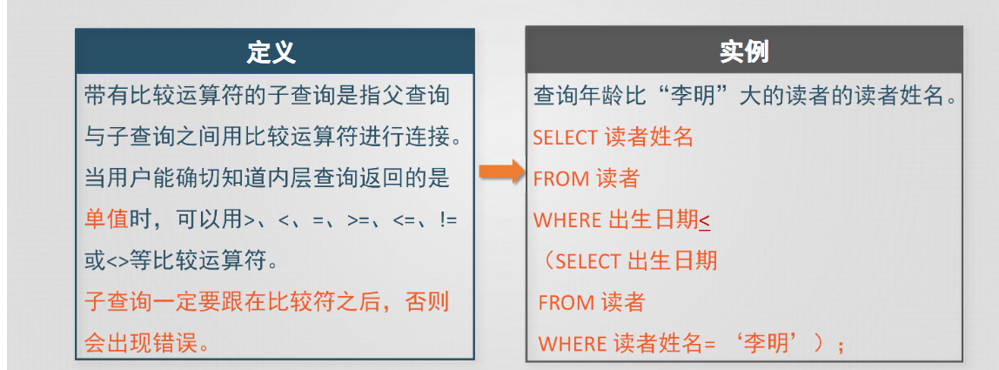 定义
带有比较运算符的子查询是指父查询
与子查询之间用比较运算符进行连接。
当用户能确切知道内层查询返回的是
单值时，可以用>、<、=、>=、<=、!=
或<>等比较运算符。
子查询一定要跟在比较符之后，否则
会出现错误。
实例
查询年龄比“李明”大的读者的读者姓名。
SELECT 读者姓名
FROM 读者
WHERE 出生日期<
（SELECT 出生日期
FROM 读者
WHERE 读者姓名= ‘李明’ ）;